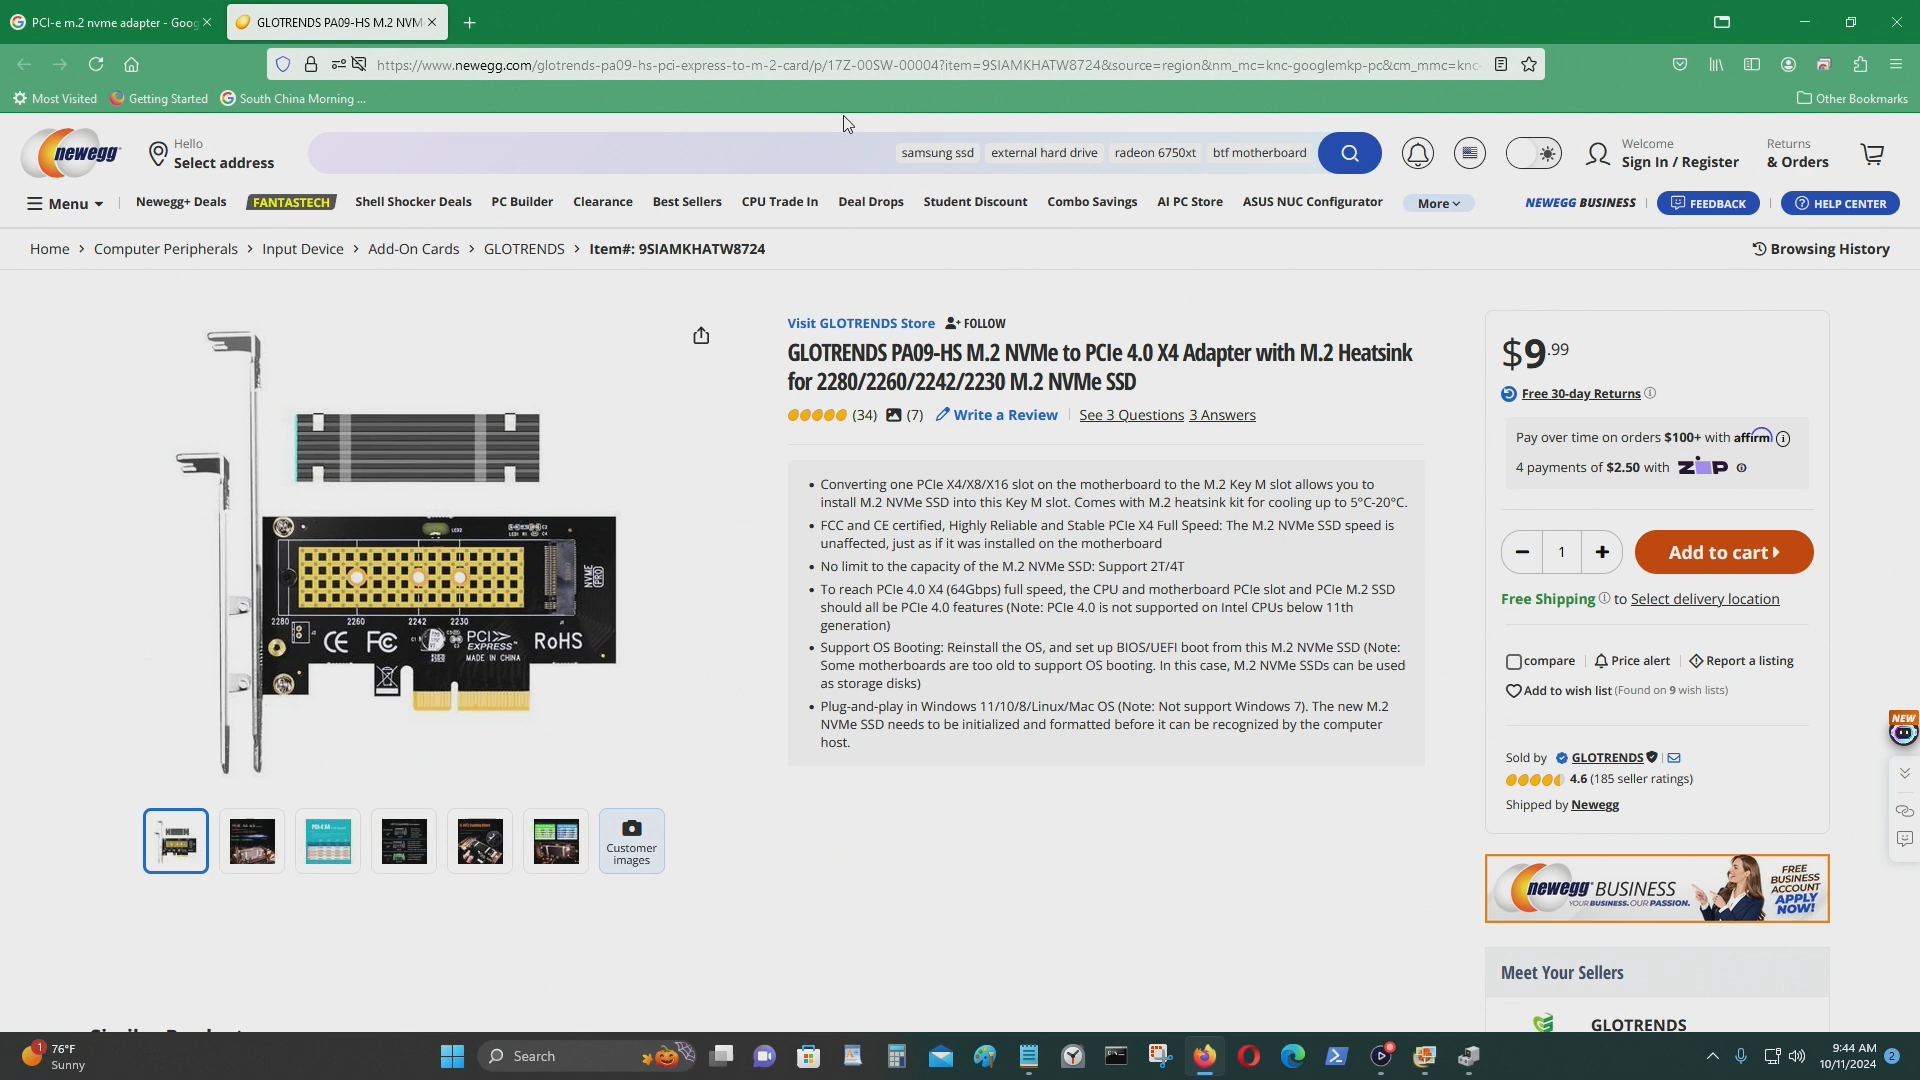 PCI-e m.2 nvme adapter - Goog
GLOTRENDS PA09-HS M.2 NVM
https://www.newegg.com/glotrends-pa09-hs-pci-express-to-m-2-card/p/17Z-00SW-00004?item=9SIAMKHATW8724&source=region&nm_mc=knc-googlemkp-pc&cm_mmc=knc-
Most Visited
Getting Started
South China Morning ...
Other Bookmarks
newegg
Hello
Select address
samsung ssd
external hard drive
radeon 6750xt
btf motherboard
Welcome
Sign In / Register
Returns
& Orders
Menu
Newegg+ Deals
FANTASTECH
Shell Shocker Deals
PC Builder
Clearance
Best Sellers
CPU Trade In
Deal Drops
Student Discount
Combo Savings
AI PC Store
ASUS NUC Configurator
More
NEWEGG BUSINESS
FEEDBACK
HELP CENTER
Home > Computer Peripherals > Input Device > Add-On Cards > GLOTRENDS > Item#: 9SIAMKHATW8724
Browsing History
2280
2260
2242
2230
NVME
(PRO)
LED2
CE FC
PCI EXPRESS
MADE IN CHINA
RoHS
Customer
images
Visit GLOTRENDS Store
FOLLOW
GLOTRENDS PA09-HS M.2 NVMe to PCIe 4.0 X4 Adapter with M.2 Heatsink
for 2280/2260/2242/2230 M.2 NVMe SSD
(34)
(7)
Write a Review
See 3 Questions 3 Answers
• Converting one PCIe X4/X8/X16 slot on the motherboard to the M.2 Key M slot allows you to
install M.2 NVMe SSD into this Key M slot. Comes with M.2 heatsink kit for cooling up to 5°C-20°C.
• FCC and CE certified, Highly Reliable and Stable PCIe X4 Full Speed: The M.2 NVMe SSD speed is
unaffected, just as if it was installed on the motherboard
• No limit to the capacity of the M.2 NVMe SSD: Support 2T/4T
• To reach PCIe 4.0 X4 (64Gbps) full speed, the CPU and motherboard PCIe slot and PCIe M.2 SSD
should all be PCIe 4.0 features (Note: PCIe 4.0 is not supported on Intel CPUs below 11th
generation)
• Support OS Booting: Reinstall the OS, and set up BIOS/UEFI boot from this M.2 NVMe SSD (Note:
Some motherboards are too old to support OS booting. In this case, M.2 NVMe SSDs can be used
as storage disks)
• Plug-and-play in Windows 11/10/8/Linux/Mac OS (Note: Not support Windows 7). The new M.2
NVMe SSD needs to be initialized and formatted before it can be recognized by the computer
host.
$9.99
Free 30-day Returns
Pay over time on orders $100+ with affirm
4 payments of $2.50 with ZIP
1
Add to cart
Free Shipping to Select delivery location
compare
Price alert
Report a listing
Add to wish list (Found on 9 wish lists)
Sold by GLOTRENDS
4.6 (185 seller ratings)
Shipped by Newegg
NEW
newegg BUSINESS
YOUR BUSINESS. OUR PASSION.
FREE
BUSINESS
ACCOUNT
APPLY
NOW!
Meet Your Sellers
GLOTRENDS
1
76°F
Sunny
Search
9:44 AM
10/11/2024
2